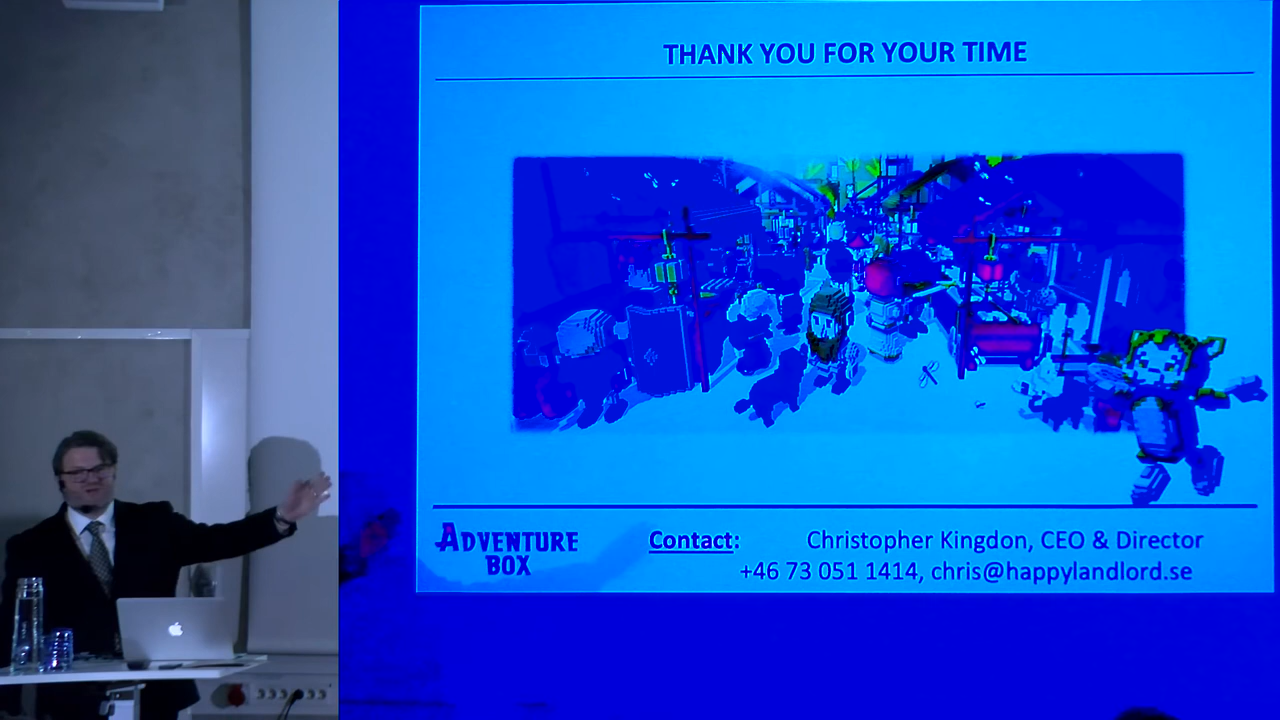 THANK YOU FOR YOUR TIME
ADVENTURE
BOX
Contact: Christopher Kingdon, CEO & Director
+46 73 051 1414, chris@happylandlord.se